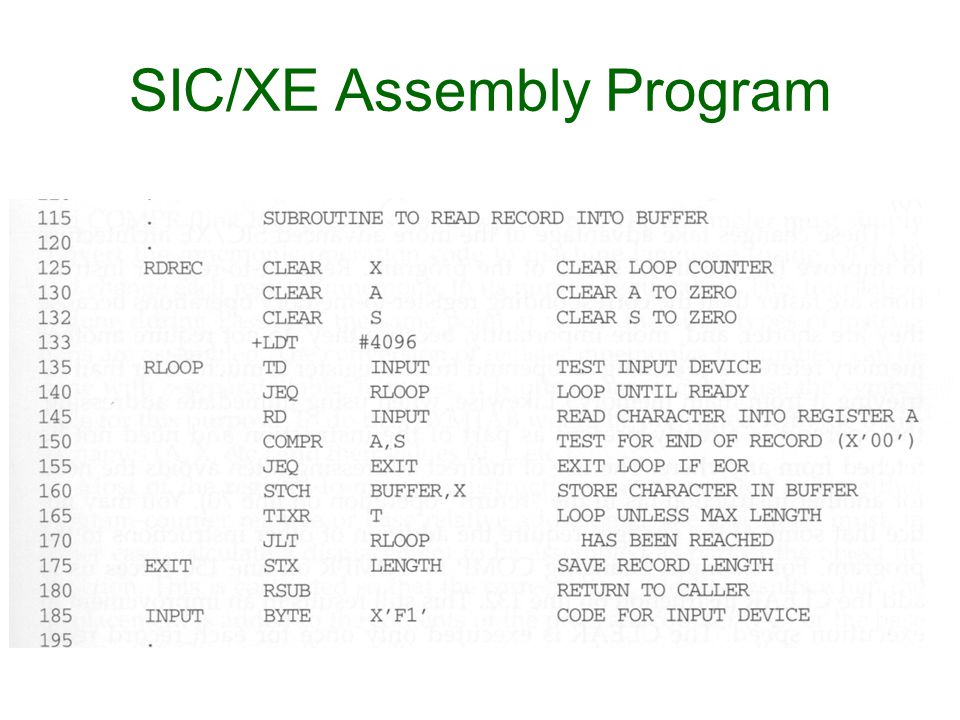 SIC/XE Assembly Program
115 . SUBROUTINE TO READ RECORD INTO BUFFER
120 .
125 RDREC CLEAR X CLEAR LOOP COUNTER
130 CLEAR A CLEAR A TO ZERO
132 CLEAR S CLEAR S TO ZERO
133 +LDT #4096
135 RLOOP TD INPUT TEST INPUT DEVICE
140 JEQ RLOOP LOOP UNTIL READY
145 RD INPUT READ CHARACTER INTO REGISTER A
150 COMPR A,S TEST FOR END OF RECORD (X'00')
155 JEQ EXIT EXIT LOOP IF EOR
160 STCH BUFFER,X STORE CHARACTER IN BUFFER
165 TIXR T LOOP UNLESS MAX LENGTH
170 JLT RLOOP HAS BEEN REACHED
175 EXIT STX LENGTH SAVE RECORD LENGTH
180 RSUB RETURN TO CALLER
185 INPUT BYTE X'F1' CODE FOR INPUT DEVICE
195 .